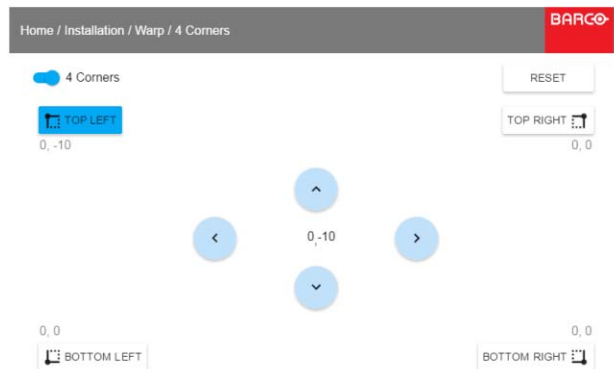 Home / Installation / Warp / 4 Corners
BARCO
4 Corners
RESET
TOP LEFT
TOP RIGHT
0, -10
0, 0
0,-10
0, 0
0, 0
BOTTOM LEFT
BOTTOM RIGHT